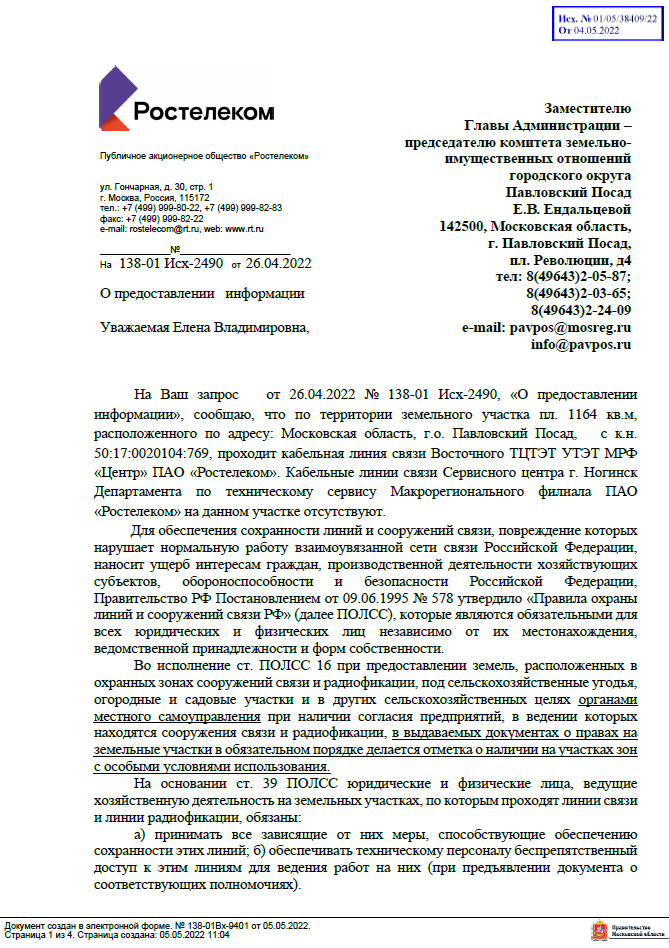 Исх. № 01/05/38409/22
От 04.05.2022
Ростелеком
Публичное акционерное общество «Ростелеком»
ул. Гончарная, д. 30, стр. 1
г. Москва, Россия, 115172
тел.: +7 (499) 999-80-22, +7 (499) 999-82-83
факс: +7 (499) 999-82-22
e-mail: rostelecom@rt.ru, web: www.rt.ru
№
На 138-01 Исх-2490 от 26.04.2022
О предоставлении информации
Уважаемая Елена Владимировна,
Заместителю
Главы Администрации –
председателю комитета земельно-
имущественных отношений
городского округа
Павловский Посад
Е.В. Ендальцевой
142500, Московская область,
г. Павловский Посад,
пл. Революции, д4
тел: 8(49643)2-05-87;
8(49643)2-03-65;
8(49643)2-24-09
e-mail: pavpos@mosreg.ru
info@pavpos.ru
На Ваш запрос от 26.04.2022 № 138-01 Исх-2490, «О предоставлении
информации», сообщаю, что по территории земельного участка пл. 1164 кв.м,
расположенного по адресу: Московская область, г.о. Павловский Посад, с к.н.
50:17:0020104:769, проходит кабельная линия связи Восточного ТЦТЭТ УТЭТ МРФ
«Центр» ПАО «Ростелеком». Кабельные линии связи Сервисного центра г. Ногинск
Департамента по техническому сервису Макрорегионального филиала ПАО
«Ростелеком» на данном участке отсутствуют.
Для обеспечения сохранности линий и сооружений связи, повреждение которых
нарушает нормальную работу взаимоувязанной сети связи Российской Федерации,
наносит ущерб интересам граждан, производственной деятельности хозяйствующих
субъектов, обороноспособности и безопасности Российской Федерации,
Правительство РФ Постановлением от 09.06.1995 № 578 утвердило «Правила охраны
линий и сооружений связи РФ» (далее ПОЛСС), которые являются обязательными для
всех юридических и физических лиц независимо от их местонахождения,
ведомственной принадлежности и форм собственности.
Во исполнение ст. ПОЛСС 16 при предоставлении земель, расположенных в
охранных зонах сооружений связи и радиофикации, под сельскохозяйственные угодья,
огородные и садовые участки и в других сельскохозяйственных целях органами
местного самоуправления при наличии согласия предприятий, в ведении которых
находятся сооружения связи и радиофикации, в выдаваемых документах о правах на
земельные участки в обязательном порядке делается отметка о наличии на участках зон
с особыми условиями использования.
На основании ст. 39 ПОЛСС юридические и физические лица, ведущие
хозяйственную деятельность на земельных участках, по которым проходят линии связи
и линии радиофикации, обязаны:
а) принимать все зависящие от них меры, способствующие обеспечению
сохранности этих линий; б) обеспечивать техническому персоналу беспрепятственный
доступ к этим линиям для ведения работ на них (при предъявлении документа о
соответствующих полномочиях).
Документ создан в электронной форме. № 138-01Вх-9401 от 05.05.2022.
Страница 1 из 4. Страница создана: 05.05.2022 11:04
Правительство
Московской области